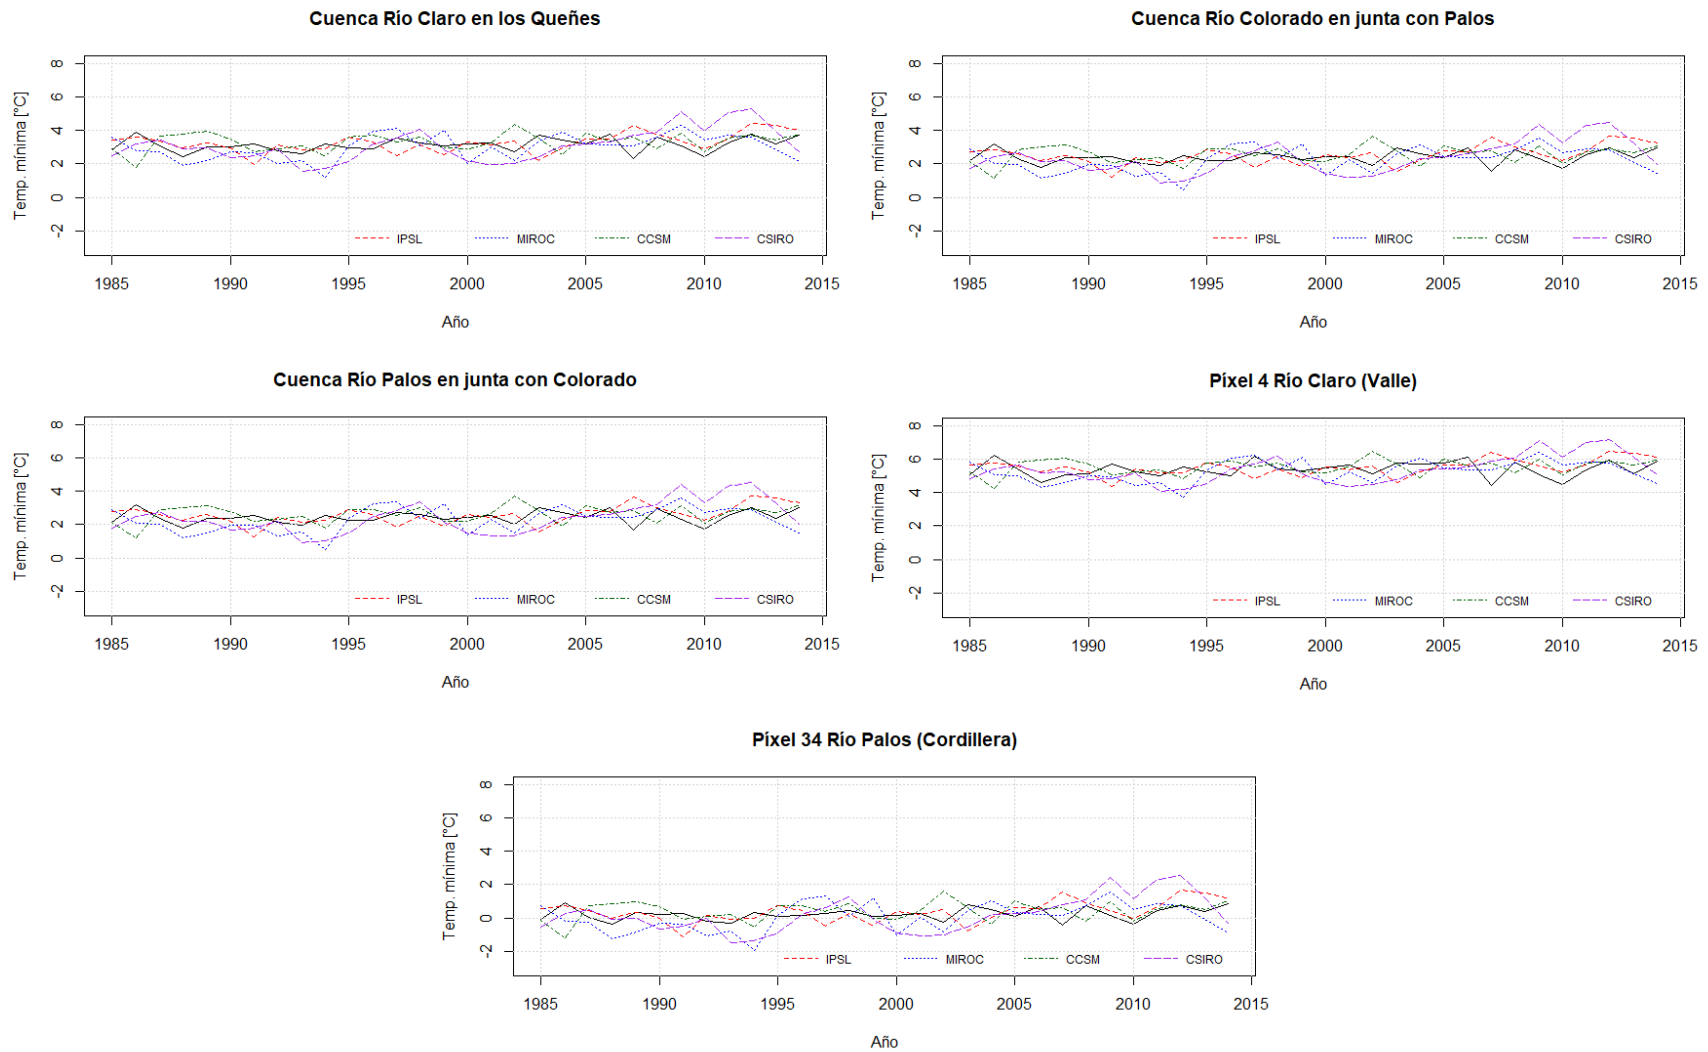 Cuenca Río Claro en los Queñes
Temp. mínima [°C]
8
6
4
2
0
-2
IPSL MIROC CCSM CSIRO
1985 1990 1995 2000 2005 2010 2015
Año
Cuenca Río Colorado en junta con Palos
Temp. mínima [°C]
8
6
4
2
0
-2
IPSL MIROC CCSM CSIRO
1985 1990 1995 2000 2005 2010 2015
Año
Cuenca Río Palos en junta con Colorado
Temp. mínima [°C]
8
6
4
2
0
-2
IPSL MIROC CCSM CSIRO
1985 1990 1995 2000 2005 2010 2015
Año
Píxel 4 Río Claro (Valle)
Temp. mínima [°C]
8
6
4
2
0
-2
IPSL MIROC CCSM CSIRO
1985 1990 1995 2000 2005 2010 2015
Año
Píxel 34 Río Palos (Cordillera)
Temp. mínima [°C]
8
6
4
2
0
-2
IPSL MIROC CCSM CSIRO
1985 1990 1995 2000 2005 2010 2015
Año